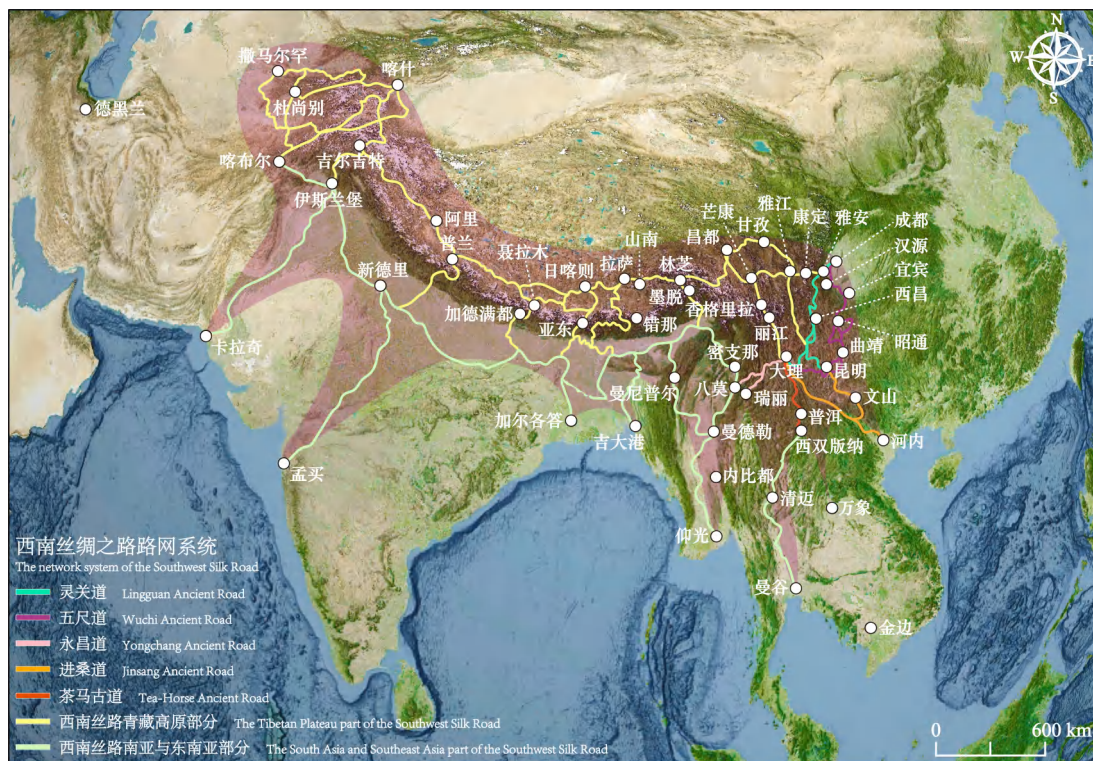 N
W
E
S
撒马尔罕
喀什
德黑兰
杜尚别
喀布尔
吉尔吉特
伊斯兰堡
阿里
普兰
新德里
聂拉木
日喀则
拉萨
山南
林芝
昌都
芒康
甘孜
雅江
康定
雅安
成都
汉源
宜宾
西昌
昭通
墨脱
香格里拉
加德满都
亚东
错那
丽江
曲靖
卡拉奇
密支那
大理
昆明
曼尼普尔
八莫
瑞丽
文山
普洱
加尔各答
吉大港
曼德勒
西双版纳
河内
孟买
内比都
清迈
万象
仰光
曼谷
金边
西南丝绸之路路网系统
The network system of the Southwest Silk Road
灵关道 Lingguan Ancient Road
五尺道 Wuchi Ancient Road
永昌道 Yongchang Ancient Road
进桑道 Jinsang Ancient Road
茶马古道 Tea-Horse Ancient Road
西南丝路青藏高原部分 The Tibetan Plateau part of the Southwest Silk Road
西南丝路南亚与东南亚部分 The South Asia and Southeast Asia part of the Southwest Silk Road
0 600 km